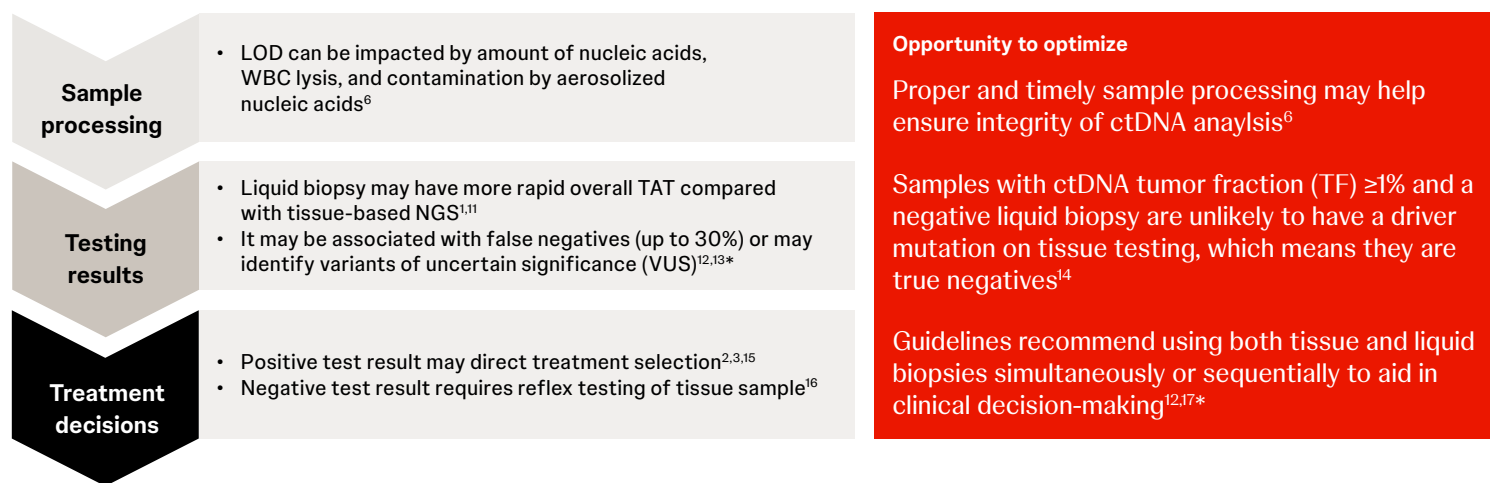 Sample
processing
• LOD can be impacted by amount of nucleic acids,
WBC lysis, and contamination by aerosolized
nucleic acids6
Testing
results
• Liquid biopsy may have more rapid overall TAT compared
with tissue-based NGS1,11
• It may be associated with false negatives (up to 30%) or may
identify variants of uncertain significance (VUS)12,13*
Treatment
decisions
• Positive test result may direct treatment selection2,3,15
• Negative test result requires reflex testing of tissue sample16
Opportunity to optimize
Proper and timely sample processing may help
ensure integrity of ctDNA anaylsis6
Samples with ctDNA tumor fraction (TF) ≥1% and a
negative liquid biopsy are unlikely to have a driver
mutation on tissue testing, which means they are
true negatives14
Guidelines recommend using both tissue and liquid
biopsies simultaneously or sequentially to aid in
clinical decision-making12,17*